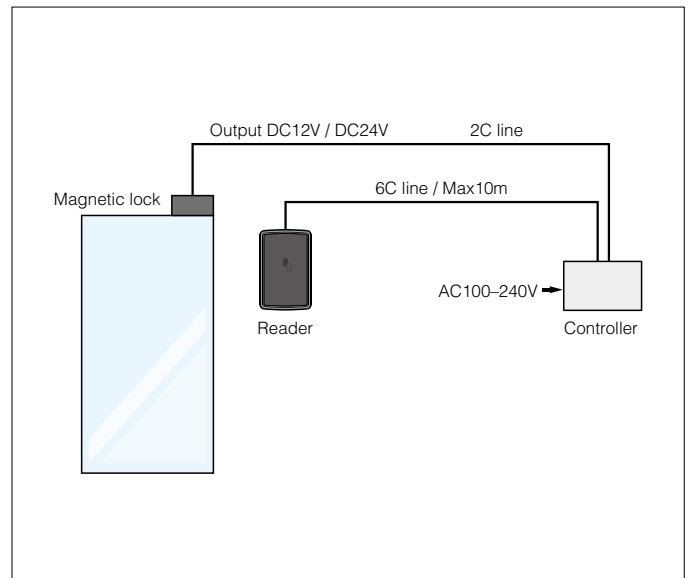 Output DC12V / DC24V 2C line
6C line / Max10m
Magnetic lock
AC100–240V
Reader
Controller